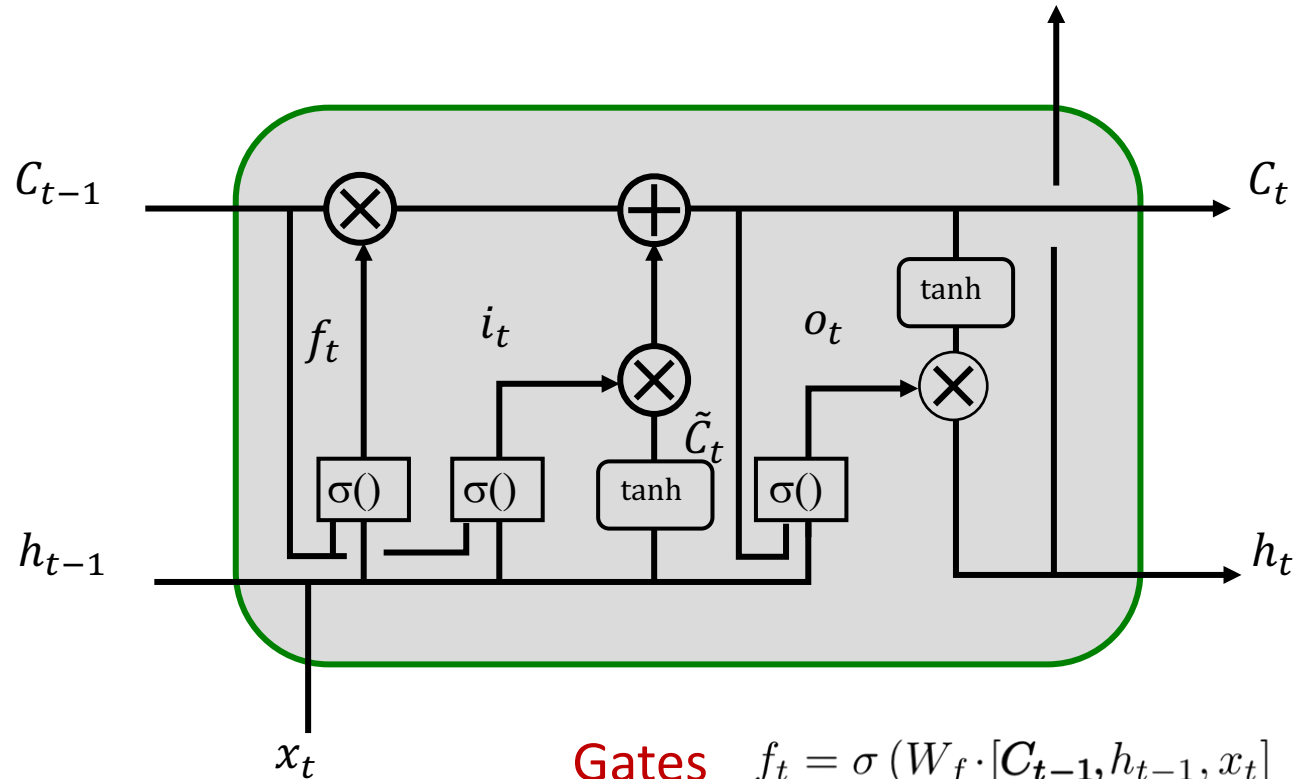 C_{t-1} C_t
tanh
f_t i_t o_t
C̃_t
σ() σ() tanh σ()
h_{t-1} h_t
x_t
Gates f_t = σ (W_f·[C_{t-1}, h_{t-1}, x_t]